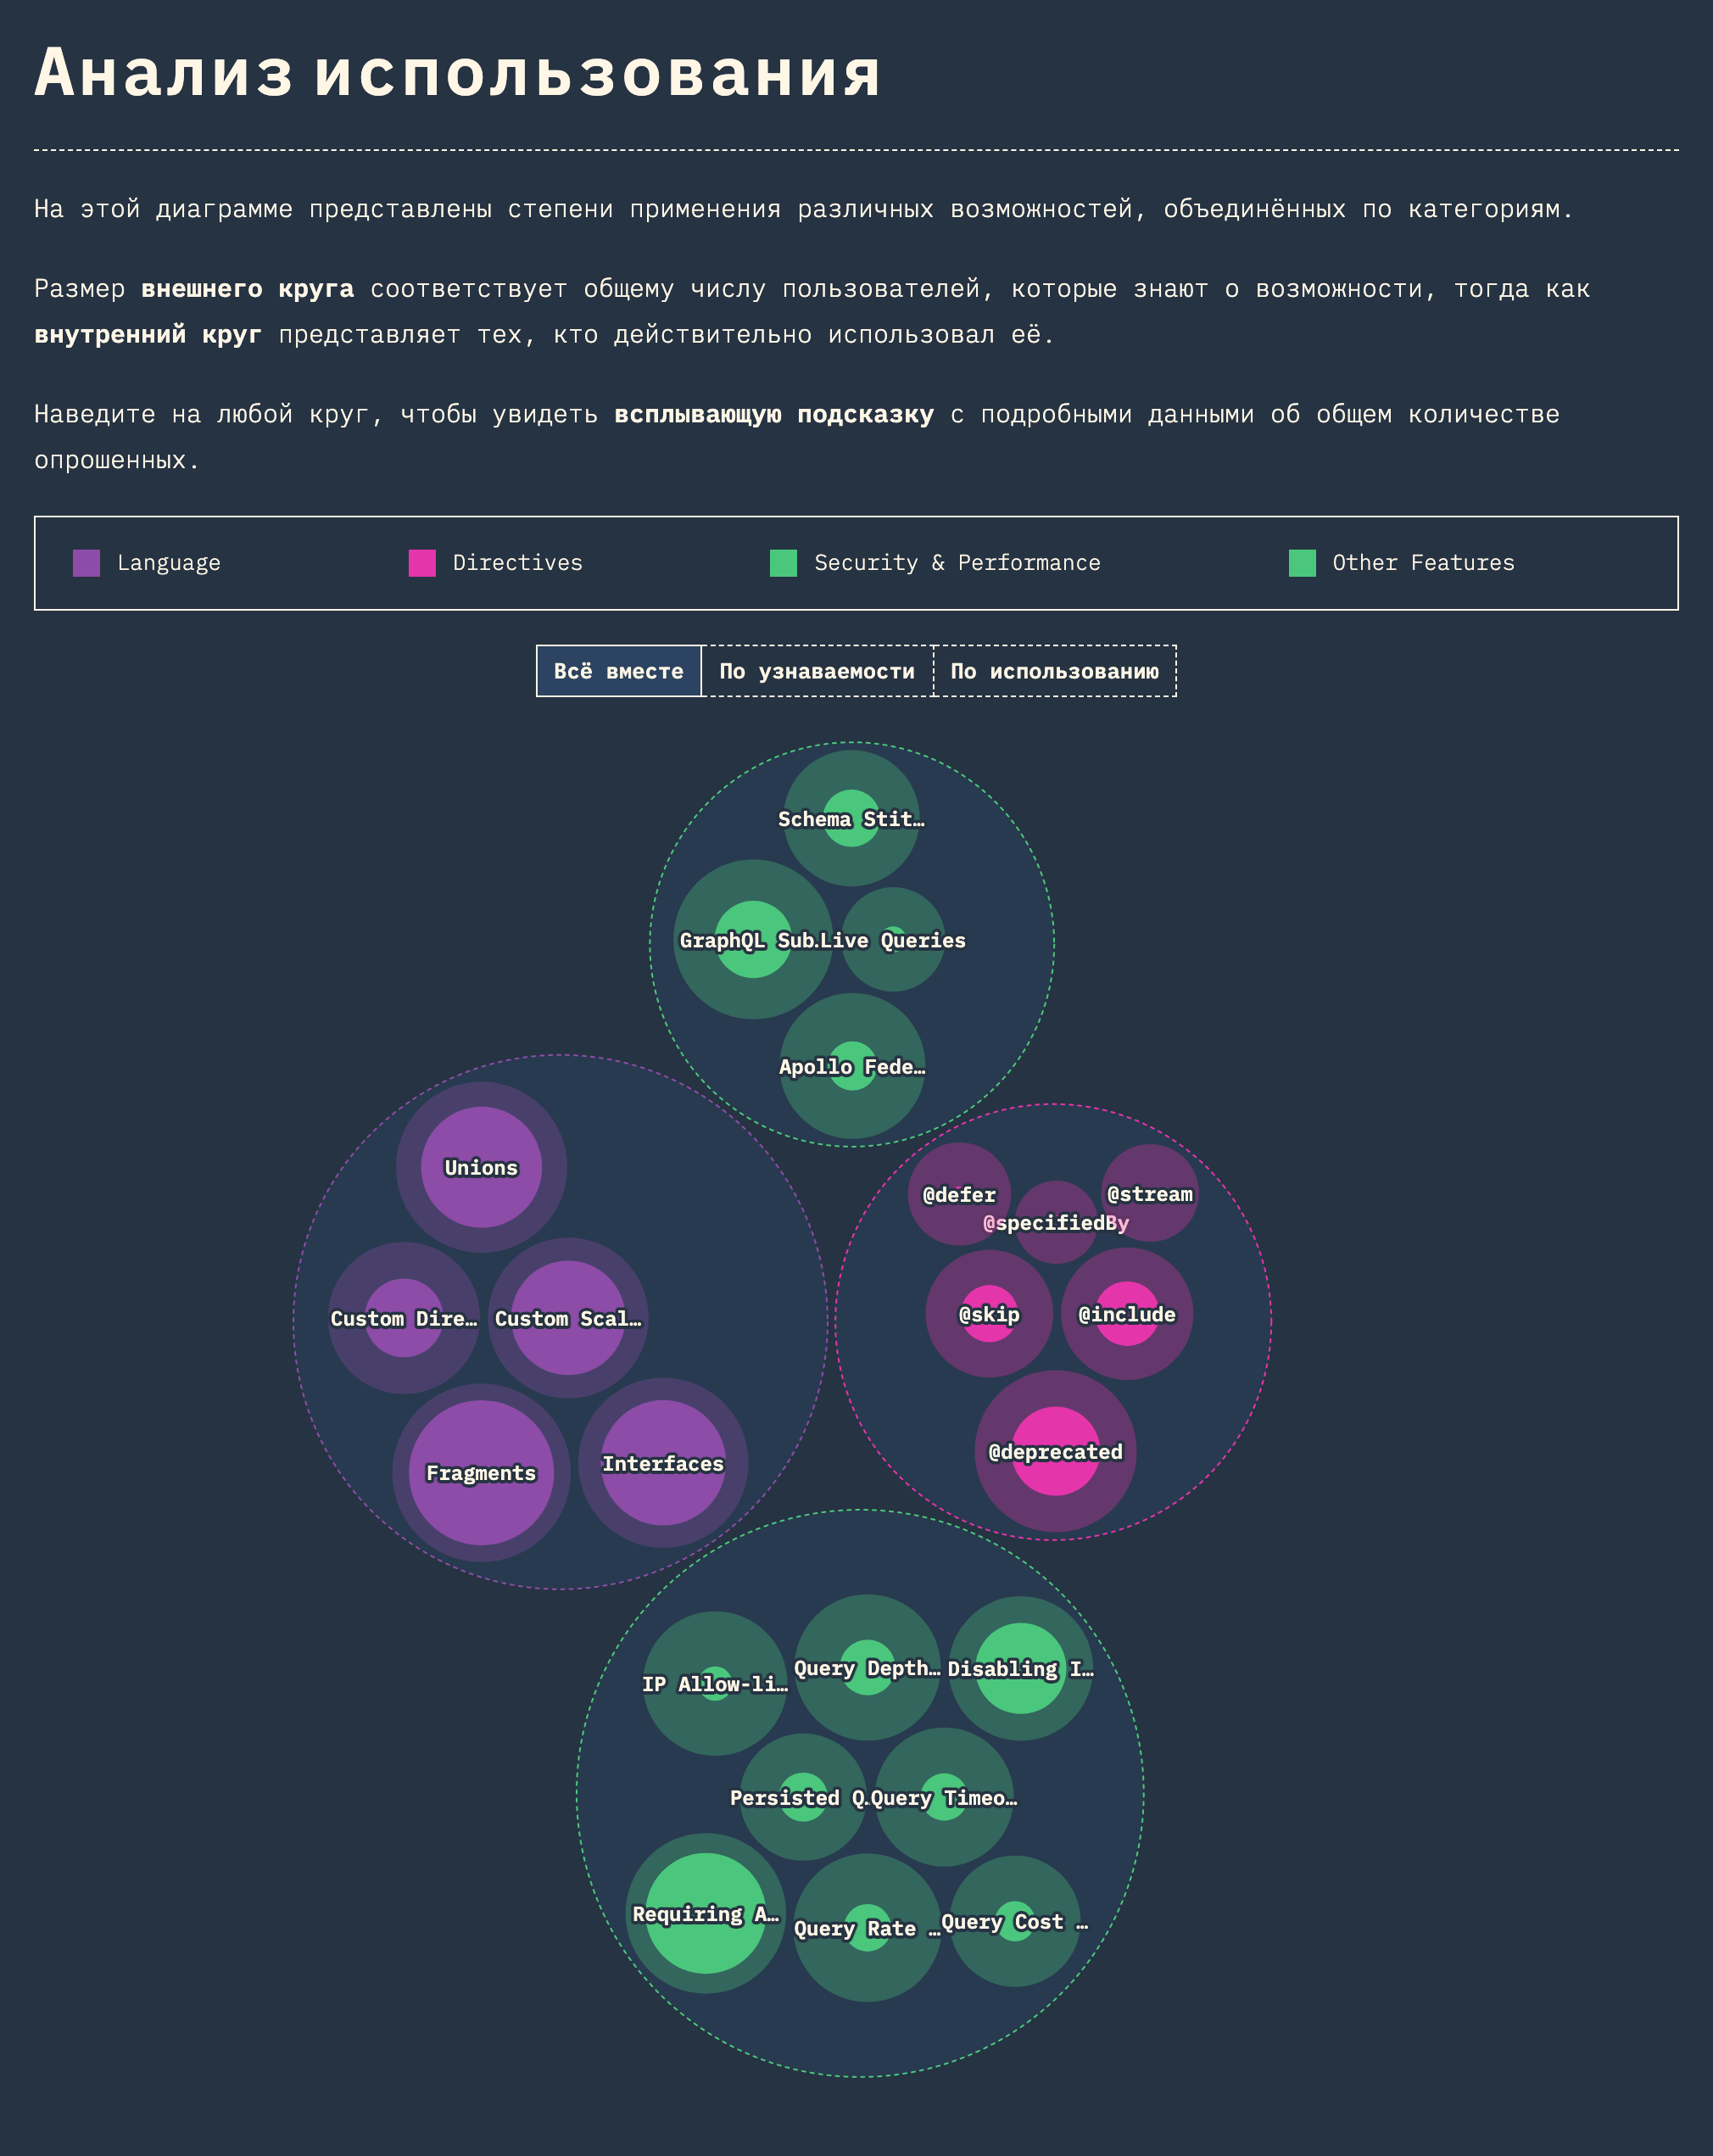 Анализ использования
На этой диаграмме представлены степени применения различных возможностей, объединённых по категориям.
Размер внешнего круга соответствует общему числу пользователей, которые знают о возможности, тогда как
внутренний круг представляет тех, кто действительно использовал её.
Наведите на любой круг, чтобы увидеть всплывающую подсказку с подробными данными об общем количестве
опрошенных.
Language
Directives
Security & Performance
Other Features
Всё вместе
По узнаваемости
По использованию
Schema Stit…
GraphQL Sub…
Live Queries
Apollo Fede…
Unions
@defer
@stream
@specifiedBy
Custom Dire…
Custom Scal…
@skip
@include
Fragments
Interfaces
@deprecated
IP Allow-li…
Query Depth…
Disabling I…
Persisted Q…
Query Timeo…
Requiring A…
Query Rate …
Query Cost …